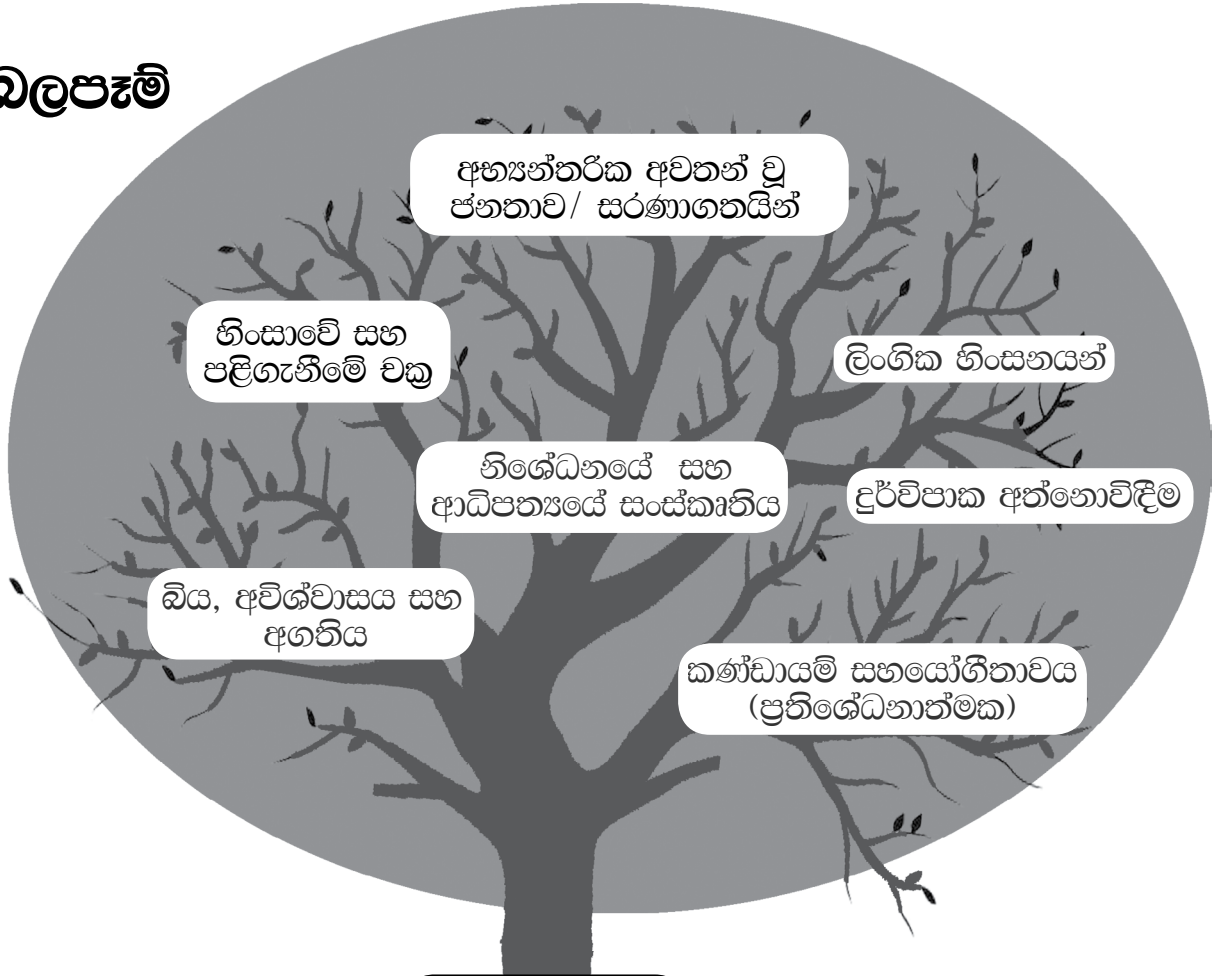 බලපෑම්
අභ්‍යන්තරික අවතන් වූ
ජනතාව/ සරණාගතයින්
හිංසාවේ සහ
පළිගැනීමේ චක්‍ර
ලිංගික හිංසනයන්
නිශේධනයේ සහ
ආධිපත්‍යයේ සංස්කෘතිය
දුර්විපාක අත්නොවිඳීම
බිය, අවිශ්වාසය සහ
අගතිය
කණ්ඩායම් සහයෝගීතාවය
(ප්‍රතිශේධනාත්මක)